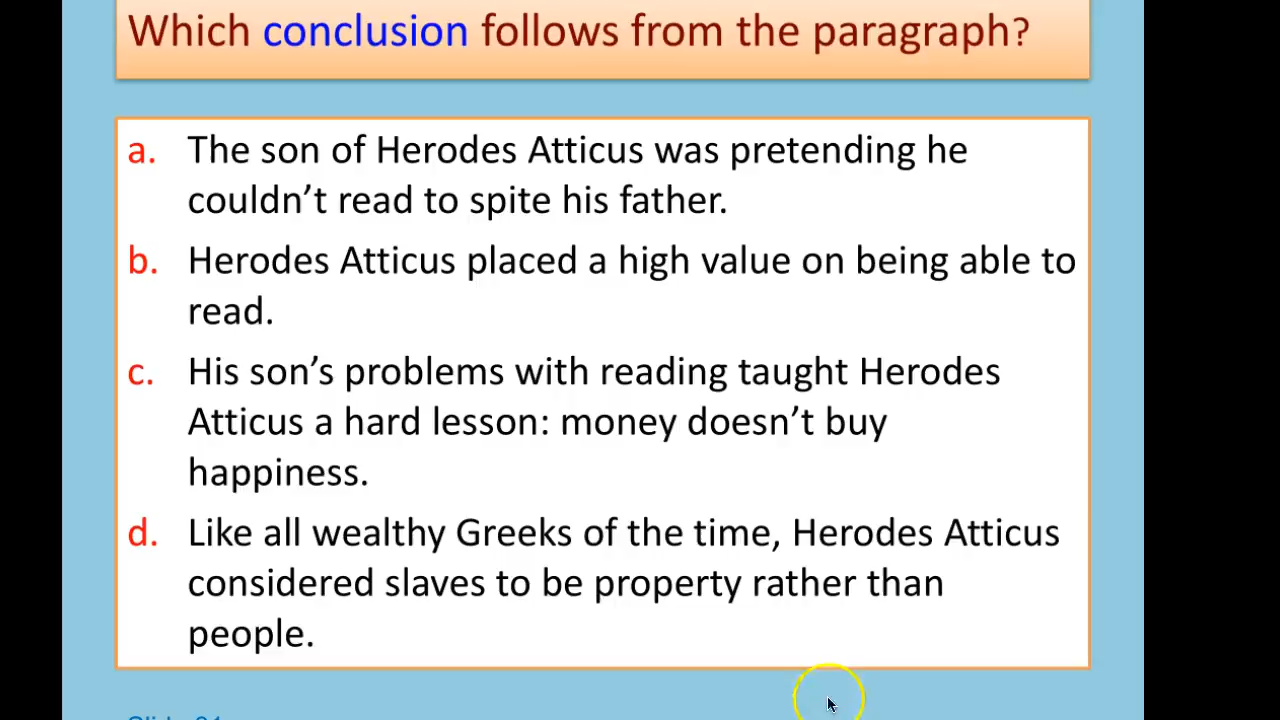 Which conclusion follows from the paragraph?
a. The son of Herodes Atticus was pretending he
couldn’t read to spite his father.
b. Herodes Atticus placed a high value on being able to
read.
c. His son’s problems with reading taught Herodes
Atticus a hard lesson: money doesn’t buy
happiness.
d. Like all wealthy Greeks of the time, Herodes Atticus
considered slaves to be property rather than
people.